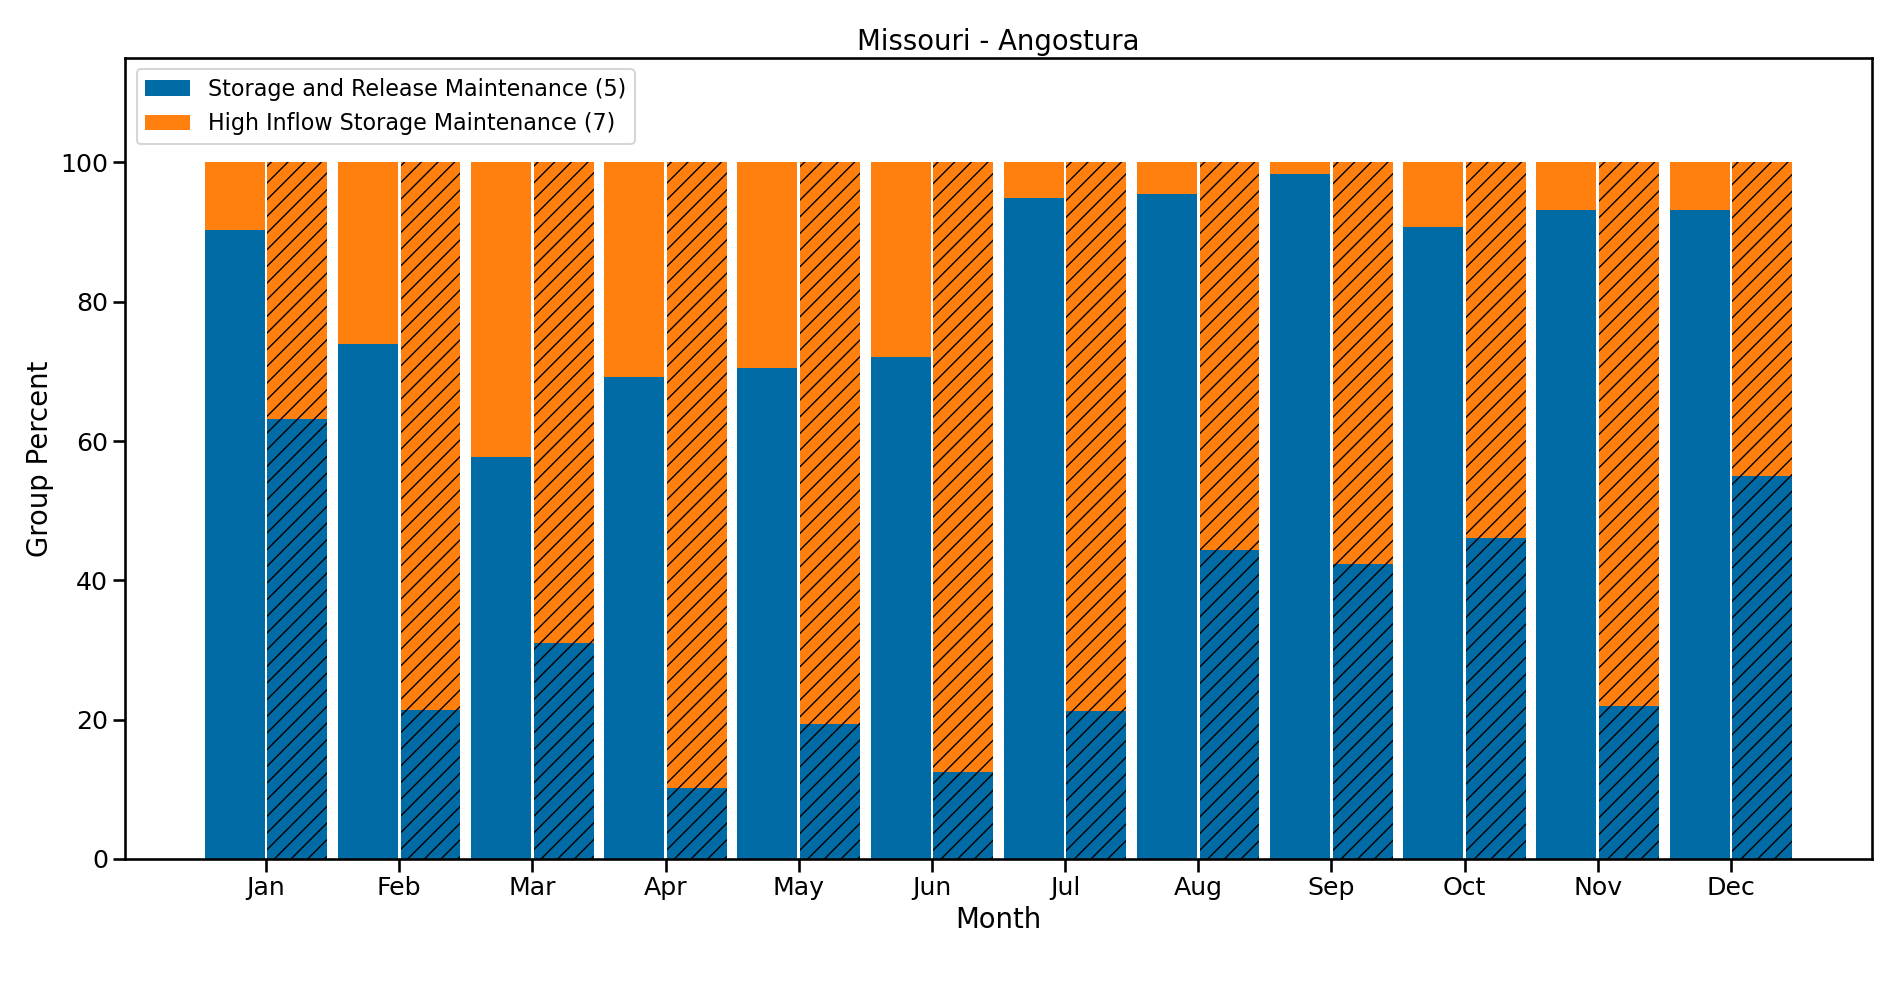 Missouri - Angostura
Storage and Release Maintenance (5)
High Inflow Storage Maintenance (7)
100
80
60
40
20
0
Group Percent
Jan Feb Mar Apr May Jun Jul Aug Sep Oct Nov Dec
Month